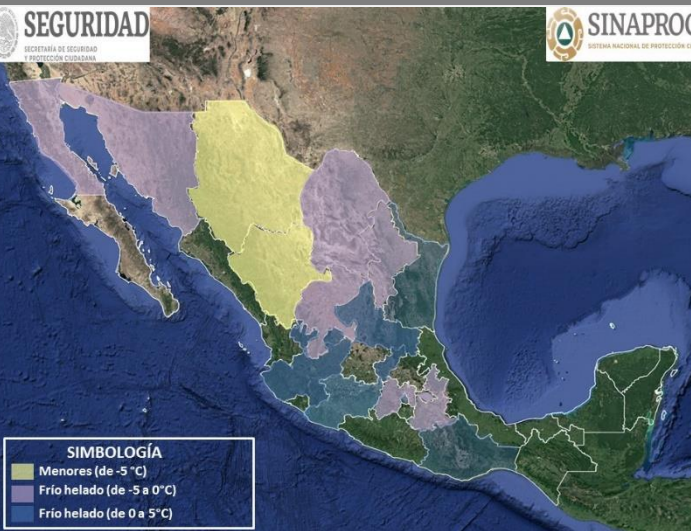 SEGURIDAD
SECRETARÍA DE SEGURIDAD
Y PROTECCIÓN CIUDADANA
SINAPROC
SISTEMA NACIONAL DE PROTECCIÓN
SIMBOLOGÍA
Menores (de -5 °C)
Frío helado (de -5 a 0°C)
Frío helado (de 0 a 5°C)